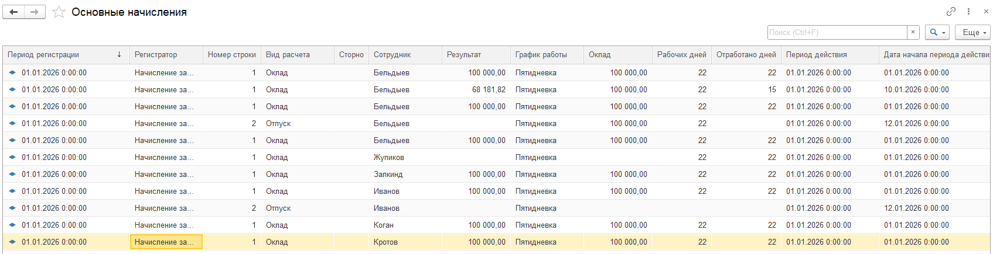 Основные начисления
Поиск (Ctrl+F) × Еще
Период регистрации ↓ Регистратор Номер строки Вид расчета Сторно Сотрудник Результат График работы Оклад Рабочих дней Отработано дней Период действия Дата начала периода действи
01.01.2026 0:00:00 Начисление за... 1 Оклад Бельдыев 100 000,00 Пятидневка 100 000,00 22 22 01.01.2026 0:00:00 01.01.2026 0:00:00
01.01.2026 0:00:00 Начисление за... 1 Оклад Бельдыев 68 181,82 Пятидневка 100 000,00 22 15 01.01.2026 0:00:00 10.01.2026 0:00:00
01.01.2026 0:00:00 Начисление за... 1 Оклад Бельдыев 100 000,00 Пятидневка 100 000,00 22 22 01.01.2026 0:00:00 01.01.2026 0:00:00
01.01.2026 0:00:00 Начисление за... 2 Отпуск Бельдыев Пятидневка 100 000,00 22 01.01.2026 0:00:00 12.01.2026 0:00:00
01.01.2026 0:00:00 Начисление за... 1 Оклад Бельдыев 100 000,00 Пятидневка 100 000,00 22 22 01.01.2026 0:00:00 01.01.2026 0:00:00
01.01.2026 0:00:00 Начисление за... 1 Оклад Жупиков Пятидневка 22 22 01.01.2026 0:00:00 01.01.2026 0:00:00
01.01.2026 0:00:00 Начисление за... 1 Оклад Залкинд 100 000,00 Пятидневка 100 000,00 22 22 01.01.2026 0:00:00 01.01.2026 0:00:00
01.01.2026 0:00:00 Начисление за... 1 Оклад Иванов 100 000,00 Пятидневка 100 000,00 22 22 01.01.2026 0:00:00 01.01.2026 0:00:00
01.01.2026 0:00:00 Начисление за... 2 Отпуск Иванов Пятидневка 01.01.2026 0:00:00 12.01.2026 0:00:00
01.01.2026 0:00:00 Начисление за... 1 Оклад Коган 100 000,00 Пятидневка 100 000,00 22 22 01.01.2026 0:00:00 01.01.2026 0:00:00
01.01.2026 0:00:00 Начисление за... 1 Оклад Кротов 100 000,00 Пятидневка 100 000,00 22 22 01.01.2026 0:00:00 01.01.2026 0:00:00